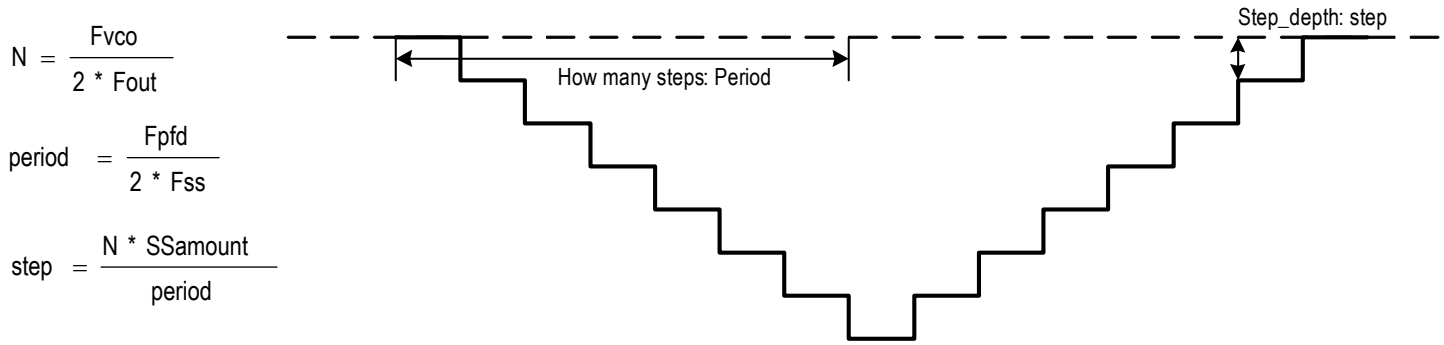 Step_depth: step
N = Fvco / 2 * Fout
How many steps: Period
period = Fpfd / 2 * Fss
step = N * SSamount / period